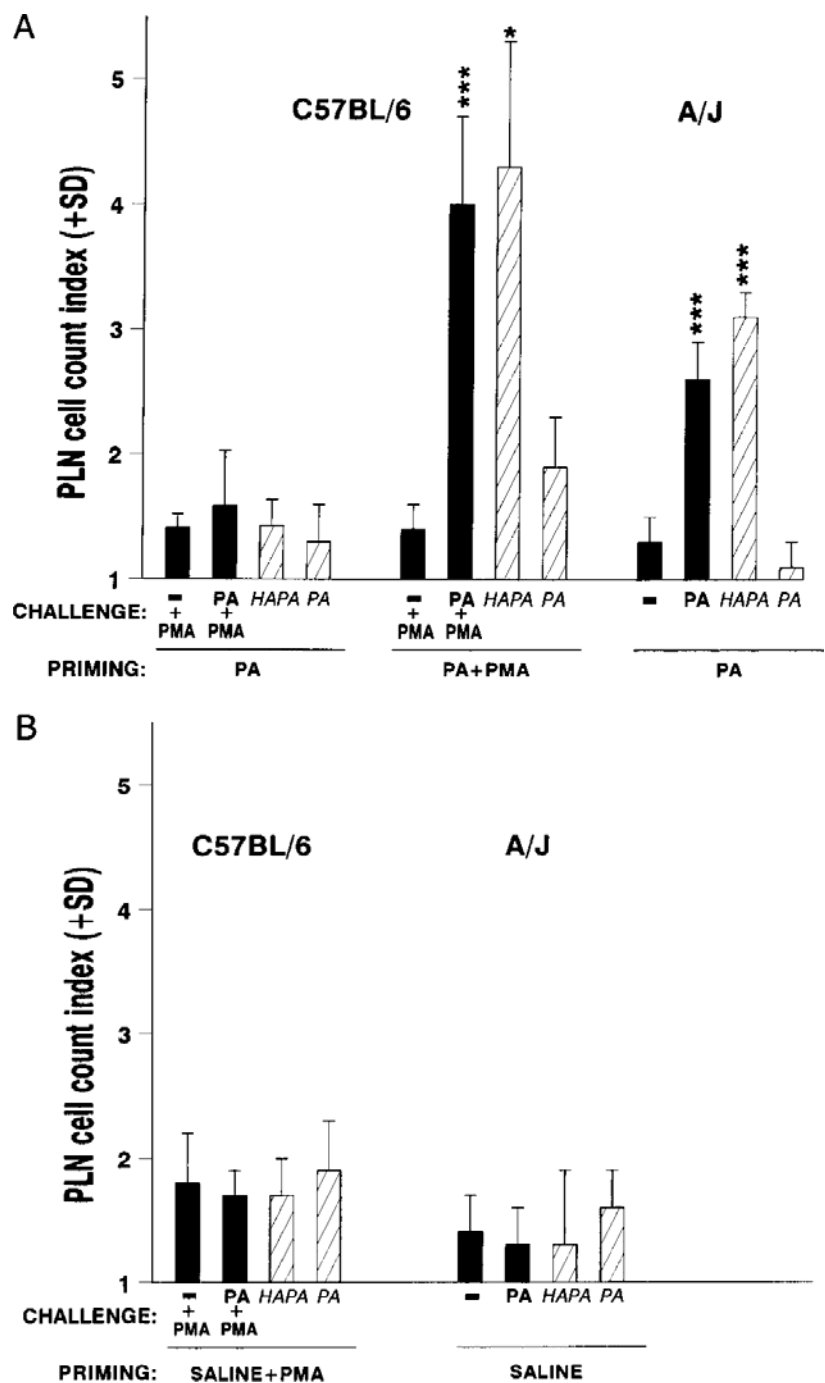 A
PLN cell count index (+SD)
5
4
3
2
1
C57BL/6
A/J
***
*
***
***
CHALLENGE:
- + PMA
PA + PMA
HAPA
PA
- + PMA
PA + PMA
HAPA
PA
-
PA
HAPA
PA
PRIMING:
PA
PA+PMA
PA
B
PLN cell count index (+SD)
5
4
3
2
1
C57BL/6
A/J
CHALLENGE:
- + PMA
PA + PMA
HAPA
PA
-
PA
HAPA
PA
PRIMING:
SALINE+PMA
SALINE